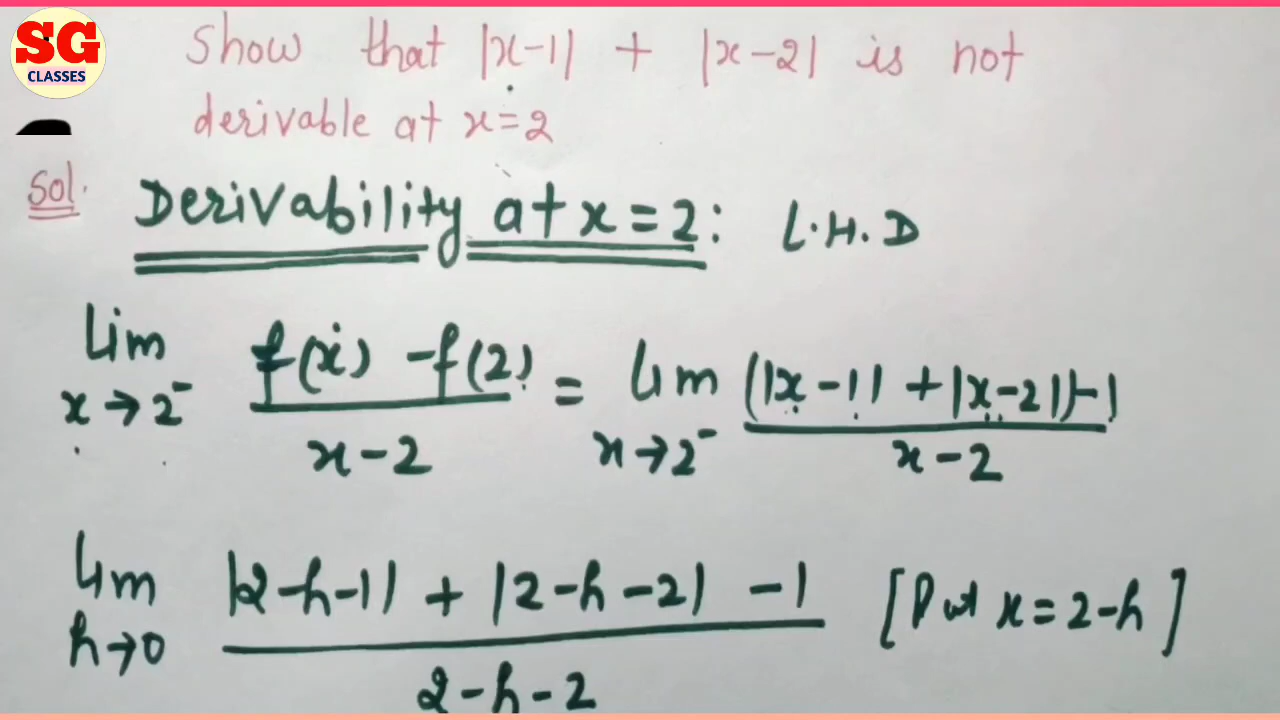 SG
CLASSES
Show that |x-1| + |x-2| is not
derivable at x=2
Sol.
Derivability at x=2: L.H.D
Lim f(x) -f(2) = Lim (|x-1| + |x-2|)-1
x→2⁻ x-2 x→2⁻ x-2
Lim |2-h-1| + |2-h-2| -1 [Put x=2-h]
h→0 2-h-2